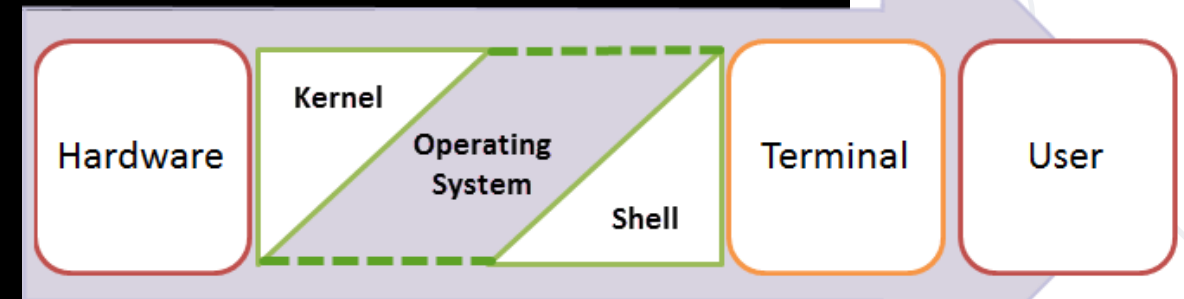 Hardware
Kernel
Operating
System
Shell
Terminal
User